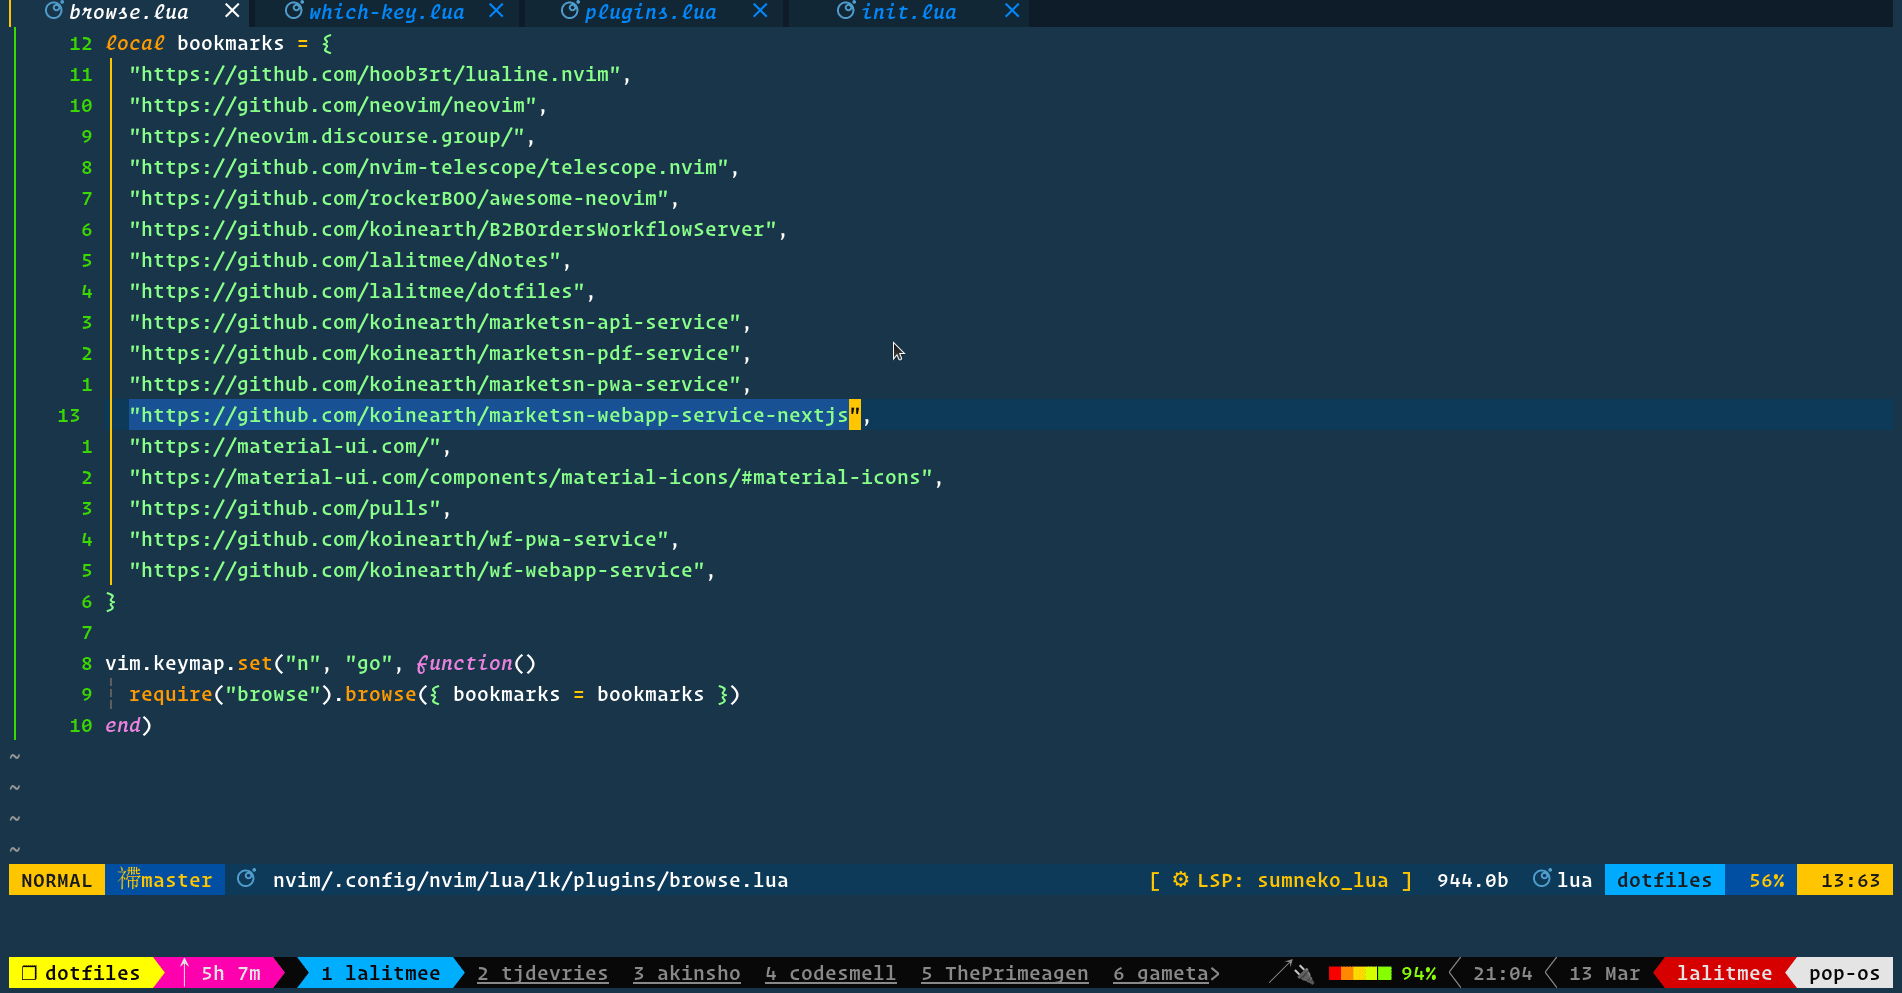 browse.lua which-key.lua plugins.lua init.lua
12 local bookmarks = {
11 "https://github.com/hoob3rt/lualine.nvim",
10 "https://github.com/neovim/neovim",
9 "https://neovim.discourse.group/",
8 "https://github.com/nvim-telescope/telescope.nvim",
7 "https://github.com/rockerBOO/awesome-neovim",
6 "https://github.com/koinearth/B2BOrdersWorkflowServer",
5 "https://github.com/lalitmee/dNotes",
4 "https://github.com/lalitmee/dotfiles",
3 "https://github.com/koinearth/marketsn-api-service",
2 "https://github.com/koinearth/marketsn-pdf-service",
1 "https://github.com/koinearth/marketsn-pwa-service",
13 "https://github.com/koinearth/marketsn-webapp-service-nextjs",
1 "https://material-ui.com/",
2 "https://material-ui.com/components/material-icons/#material-icons",
3 "https://github.com/pulls",
4 "https://github.com/koinearth/wf-pwa-service",
5 "https://github.com/koinearth/wf-webapp-service",
6 }
7
8 vim.keymap.set("n", "go", function()
9 require("browse").browse({ bookmarks = bookmarks })
10 end)
~
~
~
~
NORMAL master nvim/.config/nvim/lua/lk/plugins/browse.lua [ LSP: sumneko_lua ] 944.0b lua dotfiles 56% 13:63
dotfiles ↑ 5h 7m 1 lalitmee 2 tjdevries 3 akinsho 4 codesmell 5 ThePrimeagen 6 gameta> 94% 21:04 13 Mar lalitmee pop-os